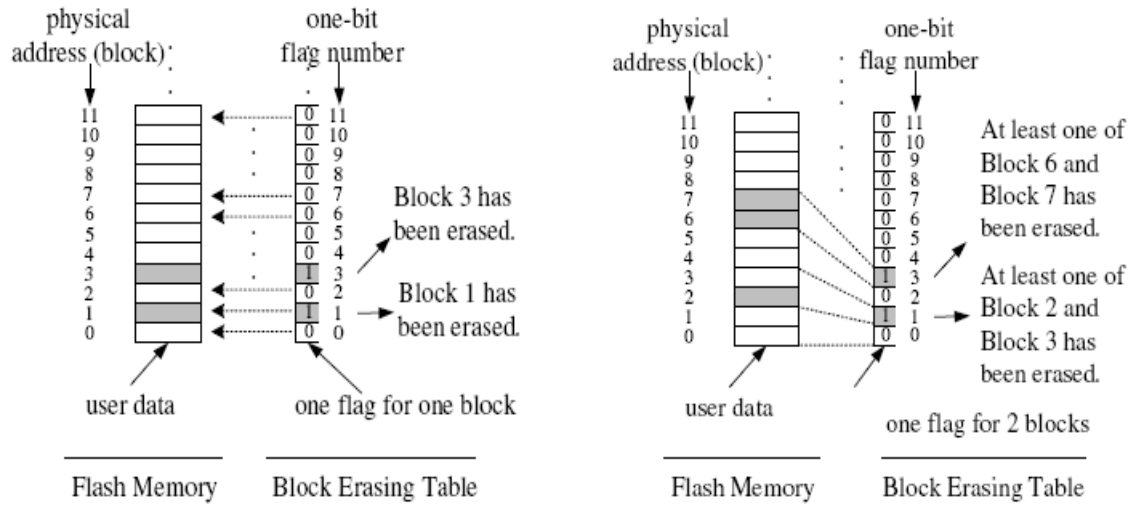 physical
address (block)
one-bit
flag number
11
10
9
8
7
6
5
4
3
2
1
0
0
0
0
0
0
0
0
0
1
0
1
0
11
10
9
8
7
6
5
4
3
2
1
0
Block 3 has
been erased.
Block 1 has
been erased.
user data
one flag for one block
Flash Memory
Block Erasing Table
physical
address (block)
one-bit
flag number
11
10
9
8
7
6
5
4
3
2
1
0
0
0
0
0
0
0
0
0
1
0
1
0
11
10
9
8
7
6
5
4
3
2
1
0
At least one of
Block 6 and
Block 7 has
been erased.
At least one of
Block 2 and
Block 3 has
been erased.
user data
one flag for 2 blocks
Flash Memory
Block Erasing Table